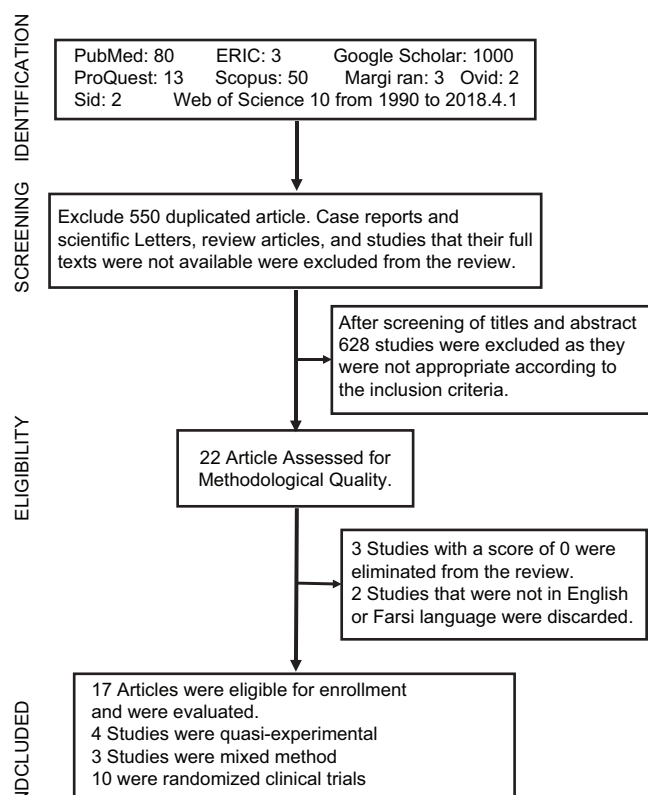 IDENTIFICATION
PubMed: 80 ERIC: 3 Google Scholar: 1000
ProQuest: 13 Scopus: 50 Margi ran: 3 Ovid: 2
Sid: 2 Web of Science 10 from 1990 to 2018.4.1
SCREENING
Exclude 550 duplicated article. Case reports and
scientific Letters, review articles, and studies that their full
texts were not available were excluded from the review.
After screening of titles and abstract
628 studies were excluded as they
were not appropriate according to
the inclusion criteria.
ELIGIBILITY
22 Article Assessed for
Methodological Quality.
3 Studies with a score of 0 were
eliminated from the review.
2 Studies that were not in English
or Farsi language were discarded.
NDCLUDED
17 Articles were eligible for enrollment
and were evaluated.
4 Studies were quasi-experimental
3 Studies were mixed method
10 were randomized clinical trials